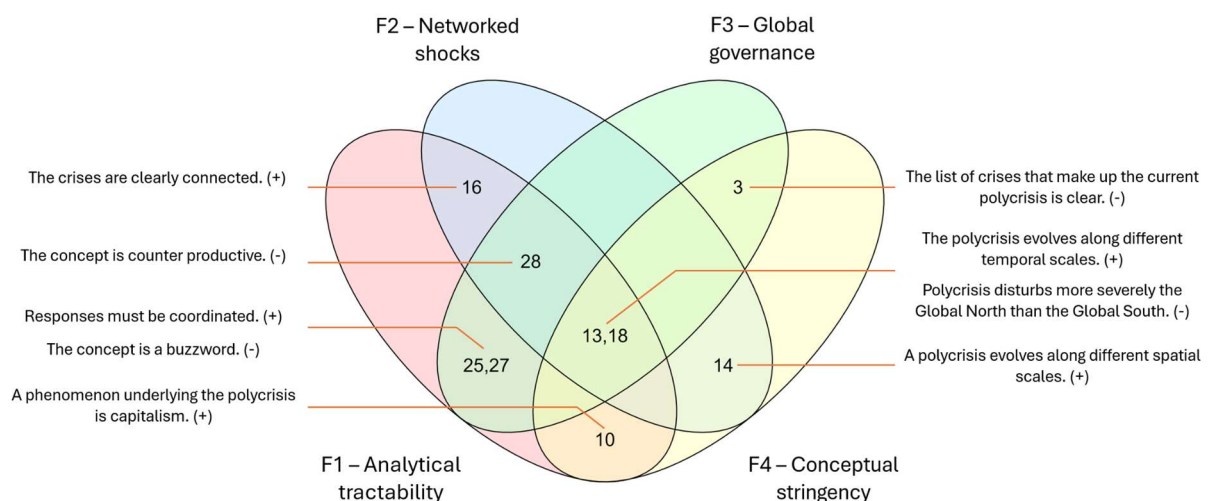 F2 – Networked
shocks
F3 – Global
governance
The crises are clearly connected. (+)
16
3
The list of crises that make up the current
polycrisis is clear. (-)
The concept is counter productive. (-)
28
The polycrisis evolves along different
temporal scales. (+)
Polycrisis disturbs more severely the
Global North than the Global South. (-)
Responses must be coordinated. (+)
The concept is a buzzword. (-)
25,27
13,18
14
A polycrisis evolves along different spatial
scales. (+)
A phenomenon underlying the polycrisis
is capitalism. (+)
10
F1 – Analytical
tractability
F4 – Conceptual
stringency